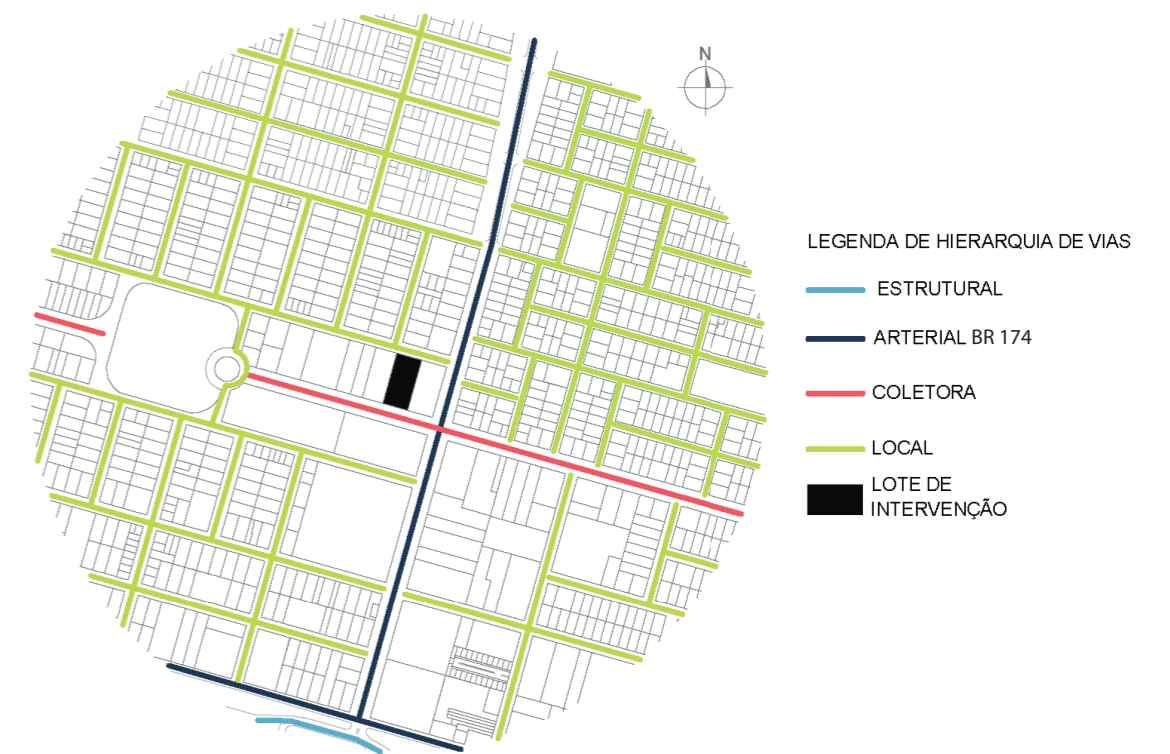 N
LEGENDA DE HIERARQUIA DE VIAS
ESTRUTURAL
ARTERIAL BR 174
COLETORA
LOCAL
LOTE DE
INTERVENÇÃO